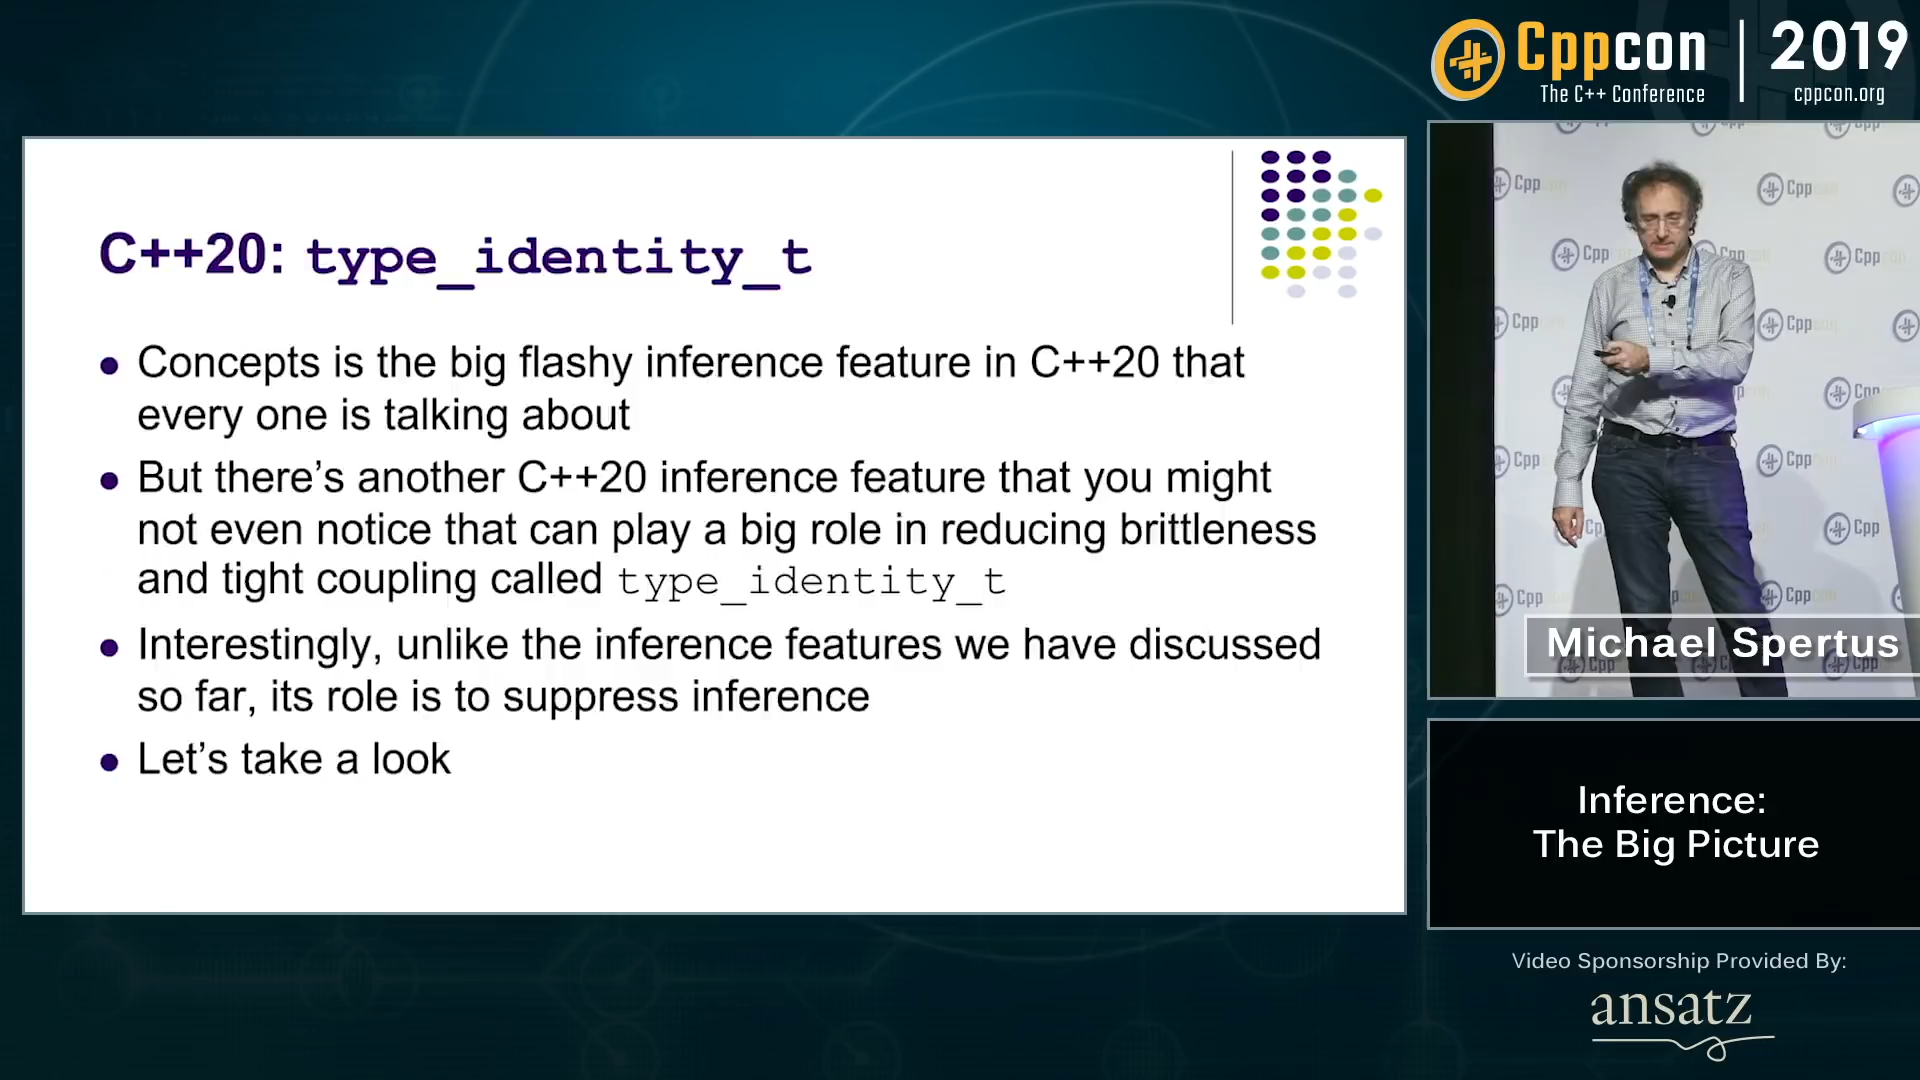 Cppcon
The C++ Conference
2019
cppcon.org
C++20: type_identity_t
Concepts is the big flashy inference feature in C++20 that
every one is talking about
But there's another C++20 inference feature that you might
not even notice that can play a big role in reducing brittleness
and tight coupling called type_identity_t
Interestingly, unlike the inference features we have discussed
so far, its role is to suppress inference
Let's take a look
Michael Spertus
Inference:
The Big Picture
Video Sponsorship Provided By:
ansatz